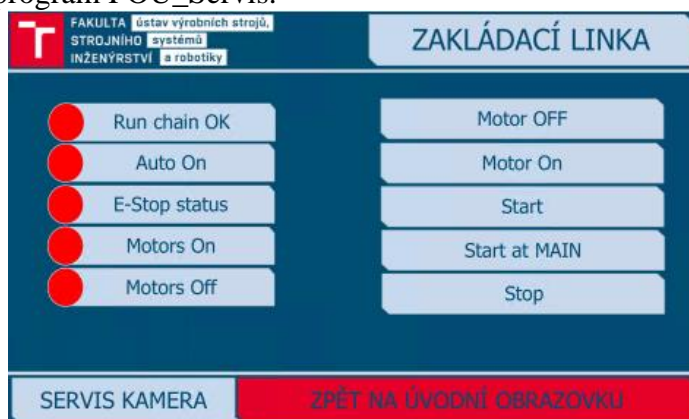 program POU_Servis.
FAKULTA ústav výrobních strojů,
STROJNÍHO systémů
INŽENÝRSTVÍ a robotiky
ZAKLÁDACÍ LINKA
Run chain OK
Auto On
E-Stop status
Motors On
Motors Off
Motor OFF
Motor On
Start
Start at MAIN
Stop
SERVIS KAMERA
ZPĚT NA ÚVODNÍ OBRAZOVKU